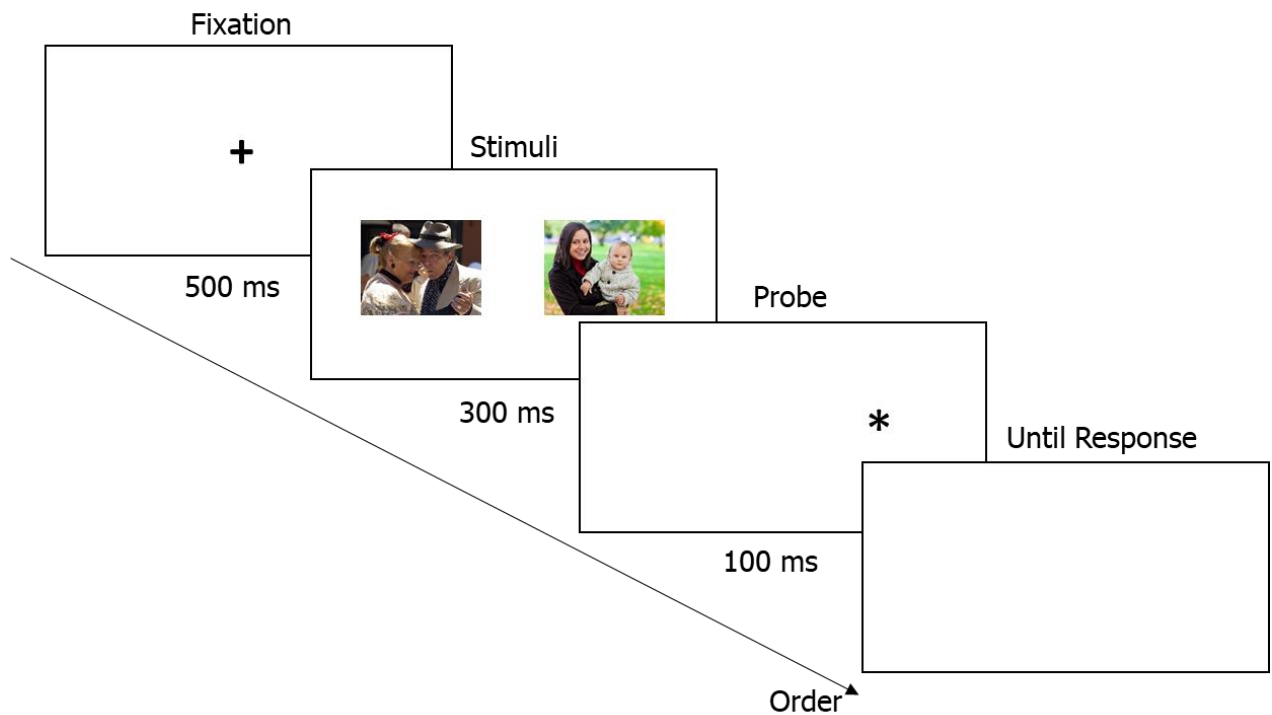 Fixation
+
Stimuli
500 ms
Probe
300 ms
*
Until Response
100 ms
Order